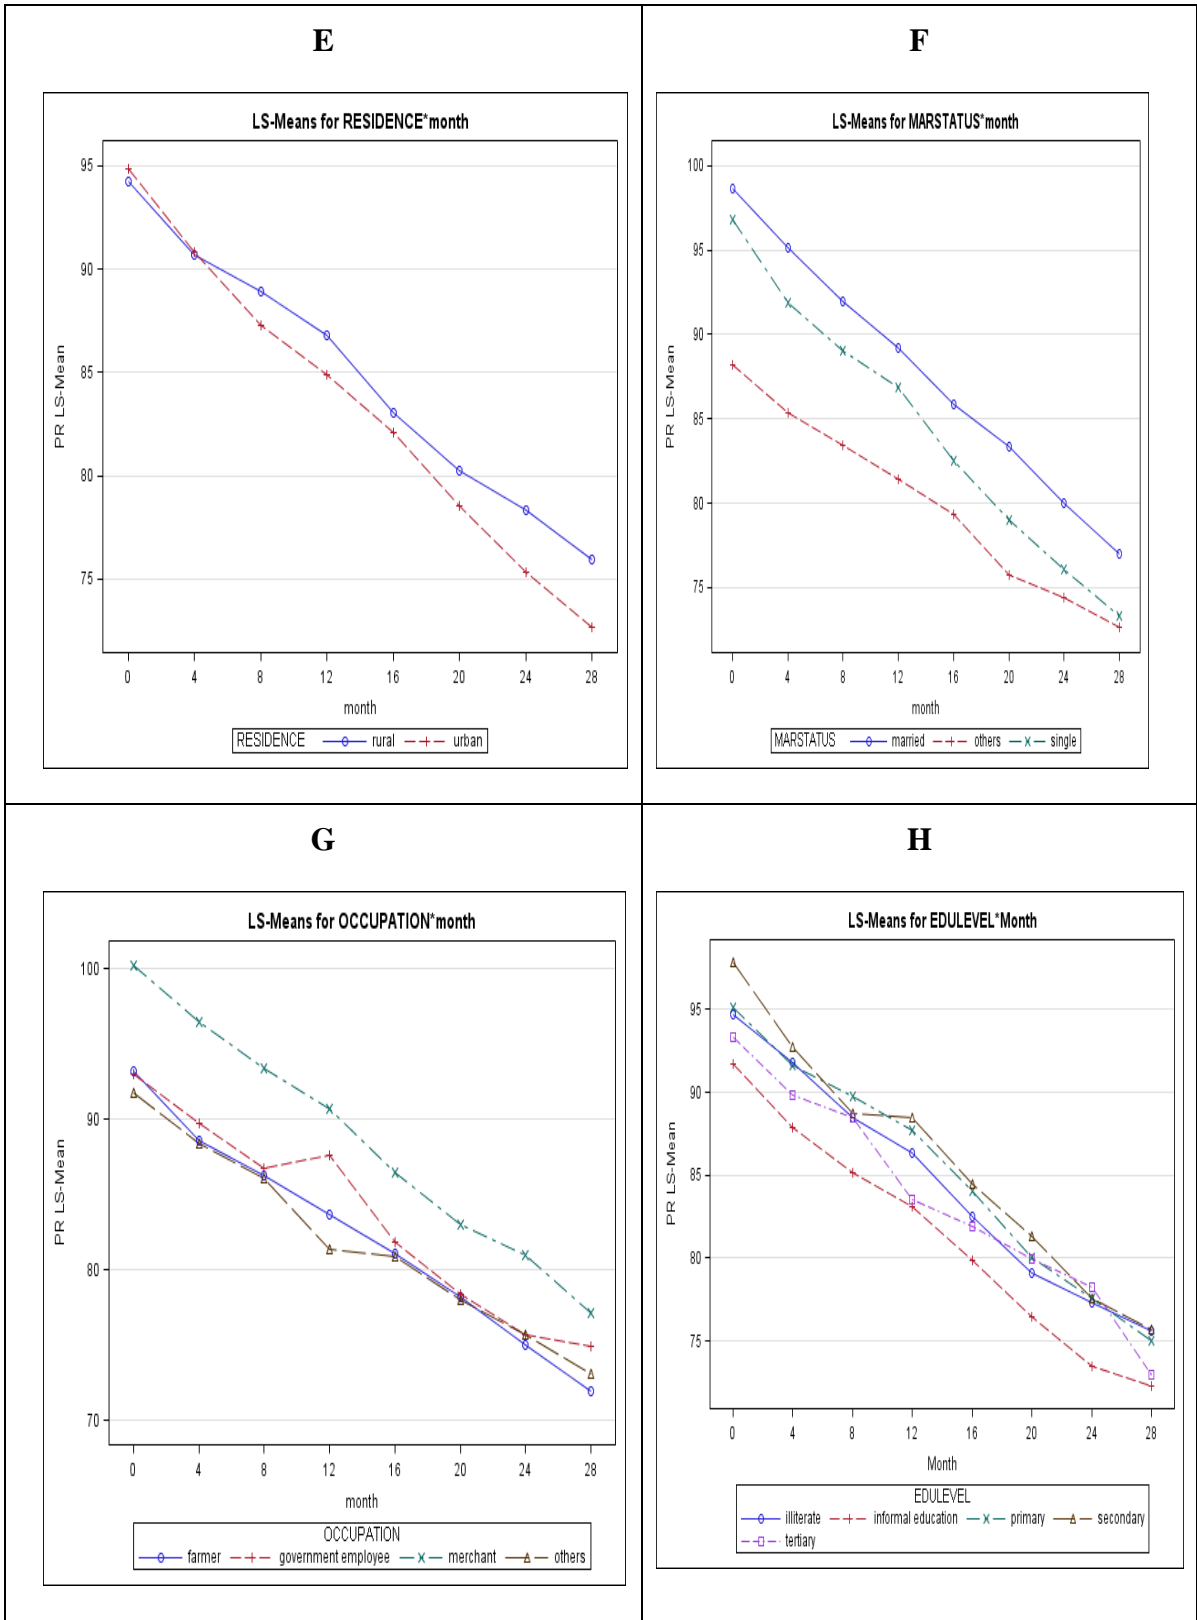 E
LS-Means for RESIDENCE*month
95
90
85
80
75
PR LS-Mean
0 4 8 12 16 20 24 28
month
RESIDENCE rural urban
F
LS-Means for MARSTATUS*month
100
95
90
85
80
75
PR LS-Mean
0 4 8 12 16 20 24 28
month
MARSTATUS married others single
G
LS-Means for OCCUPATION*month
100
90
80
70
PR LS-Mean
0 4 8 12 16 20 24 28
month
OCCUPATION
farmer government employee merchant others
H
LS-Means for EDULEVEL*Month
95
90
85
80
75
PR LS-Mean
0 4 8 12 16 20 24 28
Month
EDULEVEL
illiterate informal education primary secondary
tertiary